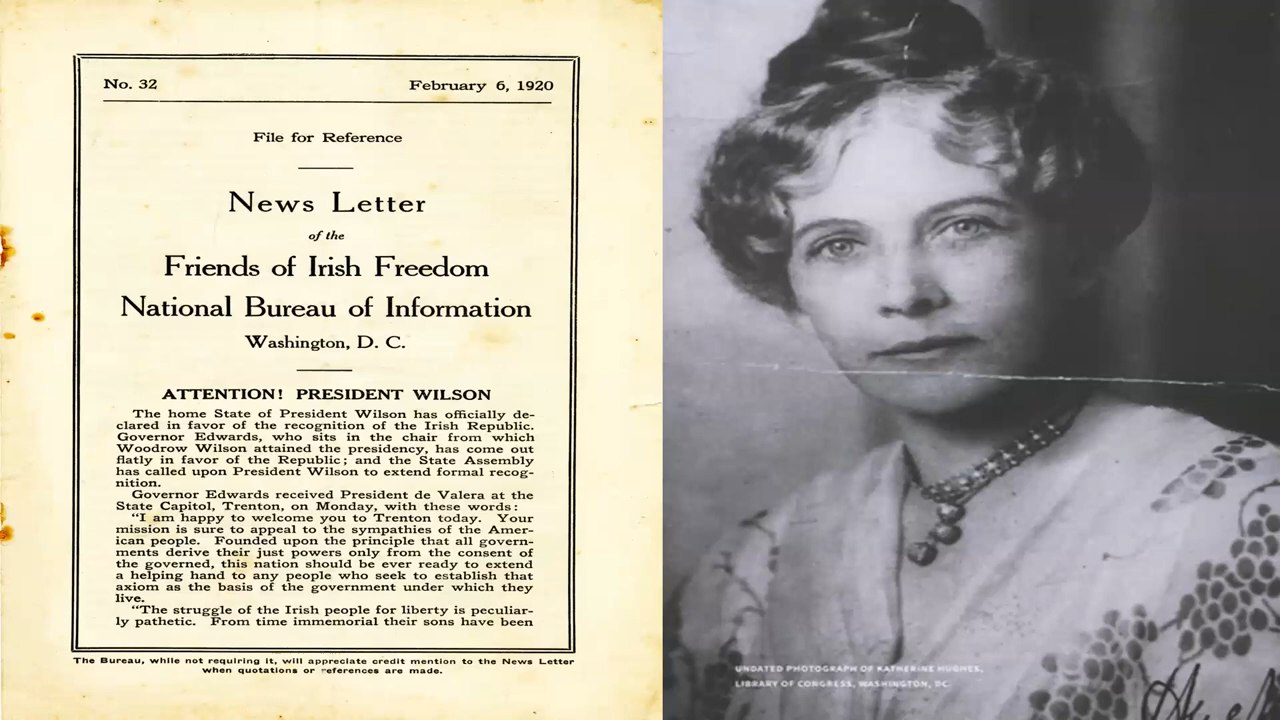 No. 32 February 6, 1920
File for Reference
News Letter
of the
Friends of Irish Freedom
National Bureau of Information
Washington, D. C.
ATTENTION! PRESIDENT WILSON
The home State of President Wilson has officially de-
clared in favor of the recognition of the Irish Republic.
Governor Edwards, who sits in the chair from which
Woodrow Wilson attained the presidency, has come out
flatly in favor of the Republic; and the State Assembly
has called upon President Wilson to extend formal recog-
nition.
Governor Edwards received President de Valera at the
State Capitol, Trenton, on Monday, with these words:
"I am happy to welcome you to Trenton today. Your
mission is sure to appeal to the sympathies of the Amer-
ican people. Founded upon the principle that all govern-
ments derive their just powers only from the consent of
the governed, this nation should be ever ready to extend
a helping hand to any people who seek to establish that
axiom as the basis of the government under which they
live.
"The struggle of the Irish people for liberty is peculiar-
ly pathetic. From time immemorial their sons have been
The Bureau, while not requiring it, will appreciate credit mention to the News Letter
when quotations or references are made.
UNDATED PHOTOGRAPH OF KATHERINE HUGHES,
LIBRARY OF CONGRESS, WASHINGTON, DC.